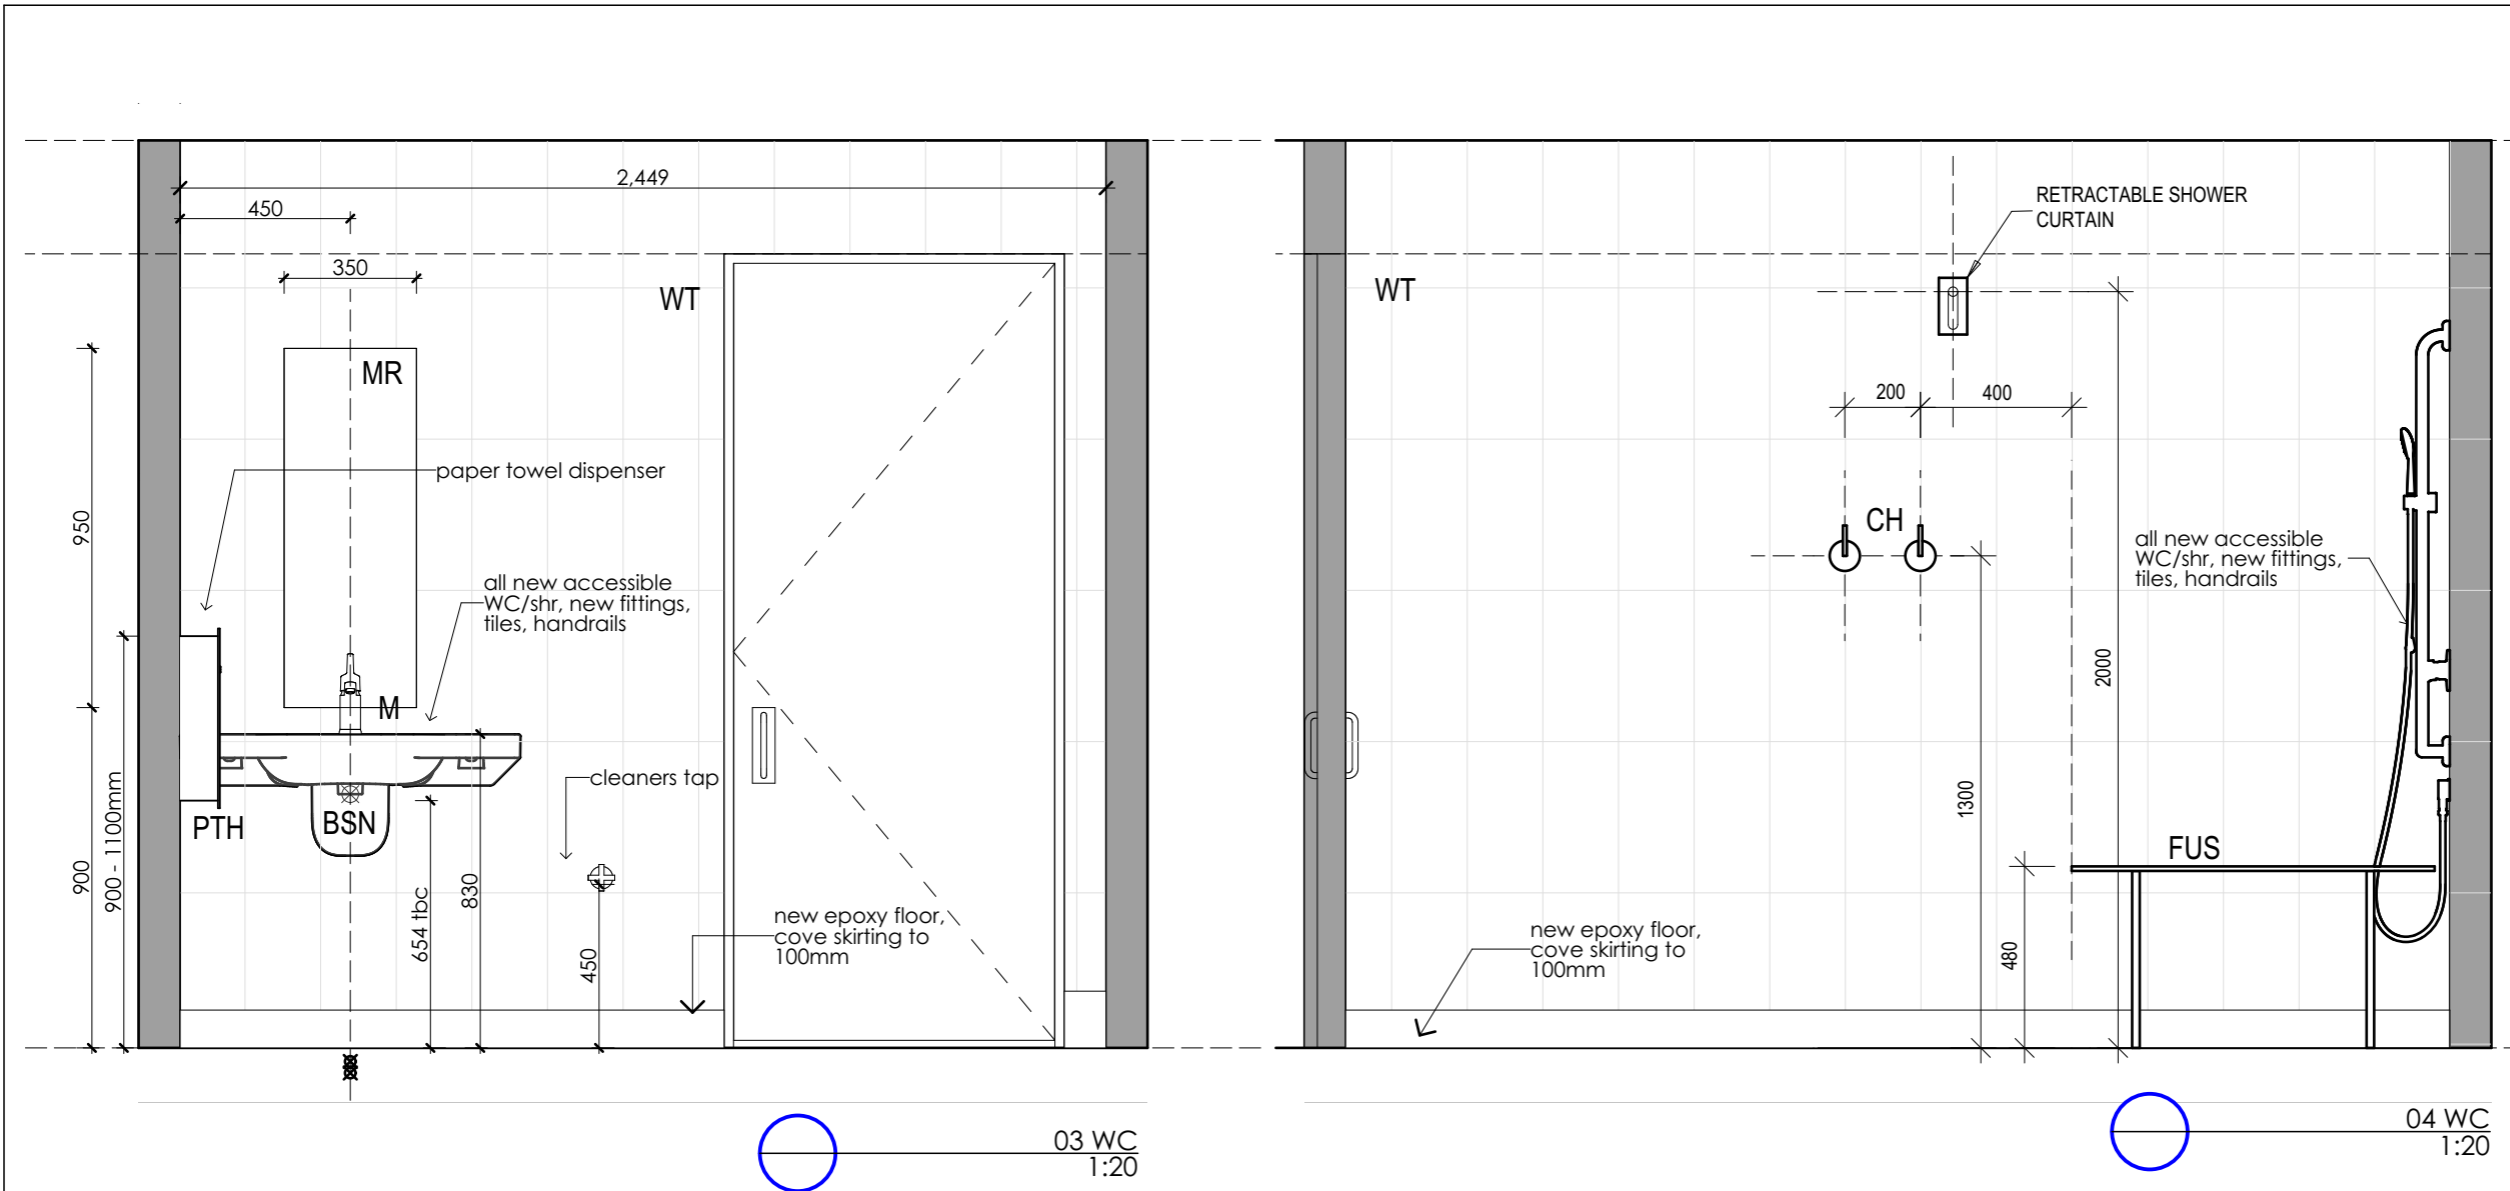 2,449
450
350
WT
MR
paper towel dispenser
950
all new accessible
WC/shr, new fittings,
tiles, handrails
M
cleaners tap
PTH
BSN
900
900 - 1100mm
654 tbc
830
450
new epoxy floor,
cove skirting to
100mm
03 WC
1:20
RETRACTABLE SHOWER
CURTAIN
WT
200
400
CH
all new accessible
WC/shr, new fittings,
tiles, handrails
2000
1300
FUS
480
new epoxy floor,
cove skirting to
100mm
04 WC
1:20